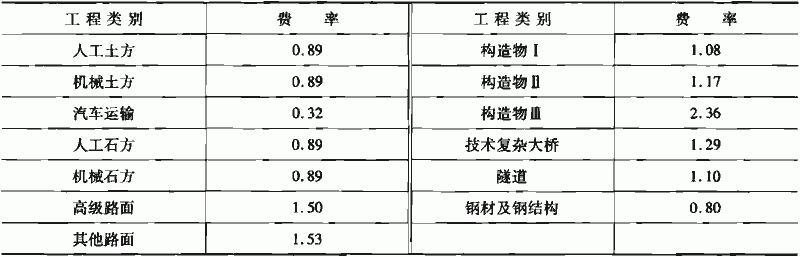 工程类别 费率 工程类别 费率
人工土方 0.89 构造物Ⅰ 1.08
机械土方 0.89 构造物Ⅱ 1.17
汽车运输 0.32 构造物Ⅲ 2.36
人工石方 0.89 技术复杂大桥 1.29
机械石方 0.89 隧道 1.10
高级路面 1.50 钢材及钢结构 0.80
其他路面 1.53